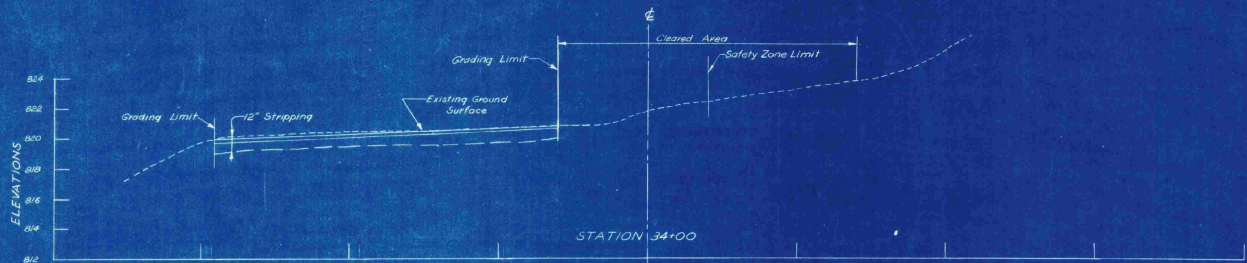 ℄
Cleared Area
Grading Limit
Safety Zone Limit
824
822
820
818
816
814
812
ELEVATIONS
Grading Limit
12" Stripping
Existing Ground
Surface
STATION 34+00